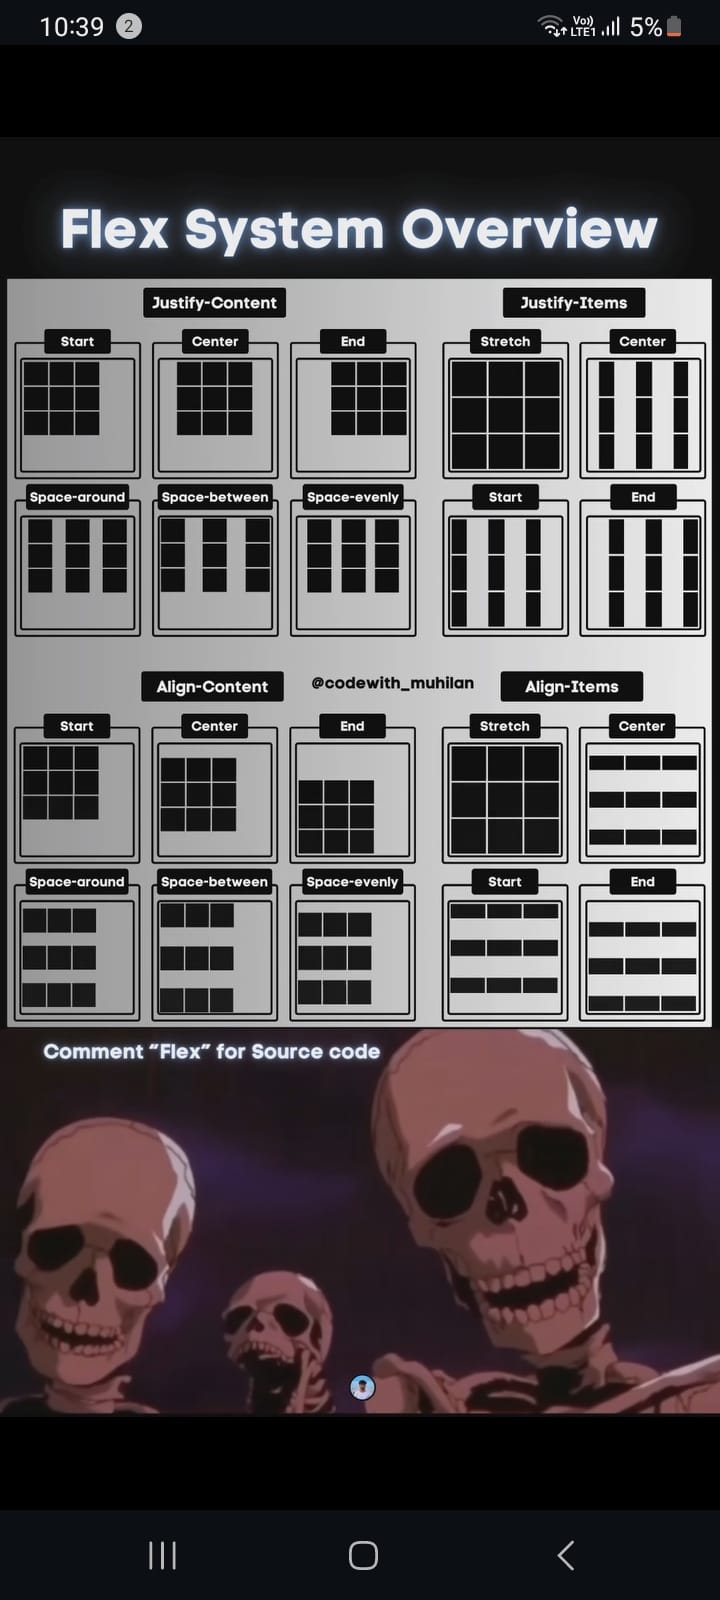 10:39 2 Vo) LTE1 5%
Flex System Overview
Justify-Content Justify-Items
Start Center End Stretch Center
Space-around Space-between Space-evenly Start End
Align-Content @codewith_muhilan Align-Items
Start Center End Stretch Center
Space-around Space-between Space-evenly Start End
Comment “Flex” for Source code